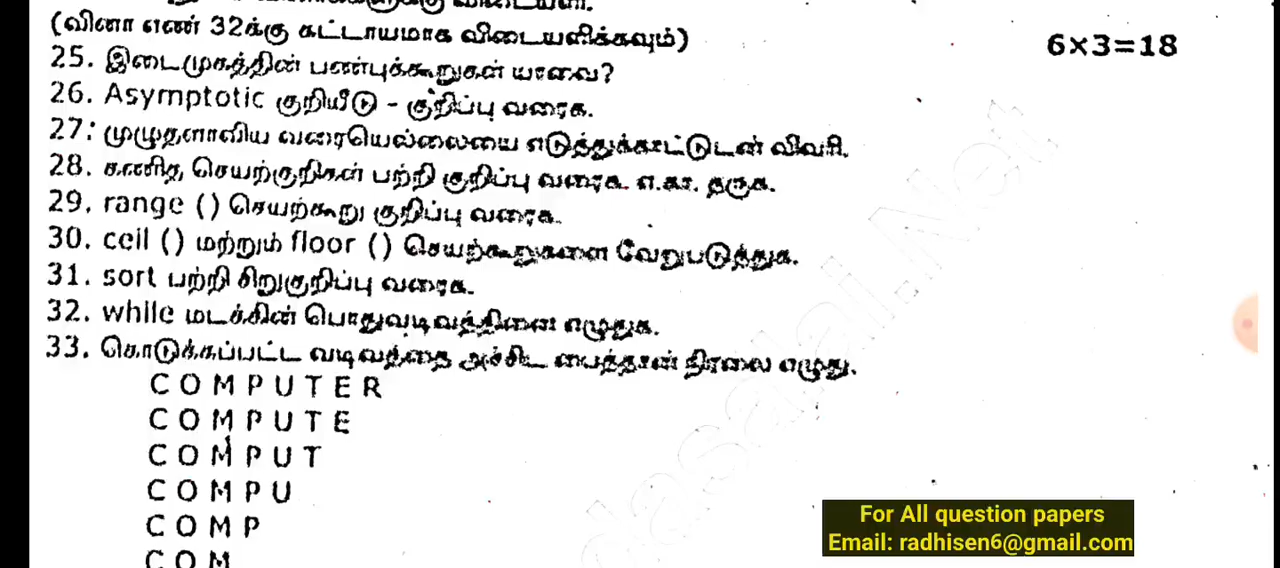 (வினா எண் 32க்கு கட்டாயமாக விடையளிக்கவும்)
6×3=18
25. இடைமுகத்தின் பண்புக்கூறுகள் யாவை?
26. Asymptotic குறியீடு - குறிப்பு வரைக.
27. முழுதளாவிய வரையெல்லையை எடுத்துக்காட்டுடன் விவரி.
28. கணித செயற்குறிகள் பற்றி குறிப்பு வரைக. எ.கா. தருக.
29. range () செயற்கூறு குறிப்பு வரைக.
30. ceil () மற்றும் floor () செயற்கூறுகளை வேறுபடுத்துக.
31. sort பற்றி சிறுகுறிப்பு வரைக.
32. while மடக்கின் பொதுவடிவத்தினை எழுதுக.
33. கொடுக்கப்பட்ட வடிவத்தை அச்சிட பைத்தான் நிரலை எழுது.
C O M P U T E R
C O M P U T E
C O M P U T
C O M P U
C O M P
C O M
For All question papers
Email: radhisen6@gmail.com